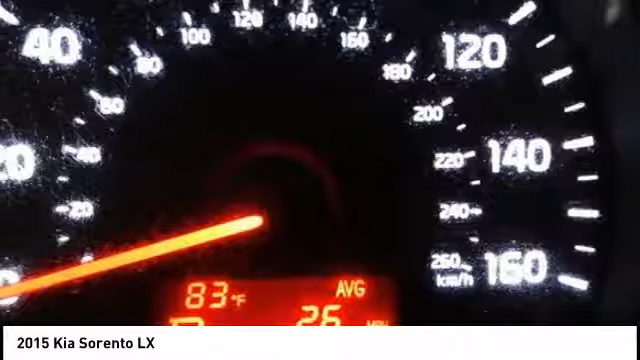 120 140
100 160
40 80 180 120
60 200
20 40 220 140
20 240
260 km/h 160
83°F AVG
26
2015 Kia Sorento LX